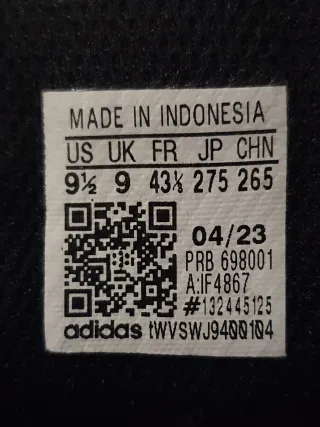 MADE IN INDONESIA
US UK FR JP CHN
9½ 9 43⅓ 275 265
04/23
PRB 698001
A:IF4867
#132445125
adidas tWVSWJ9400104